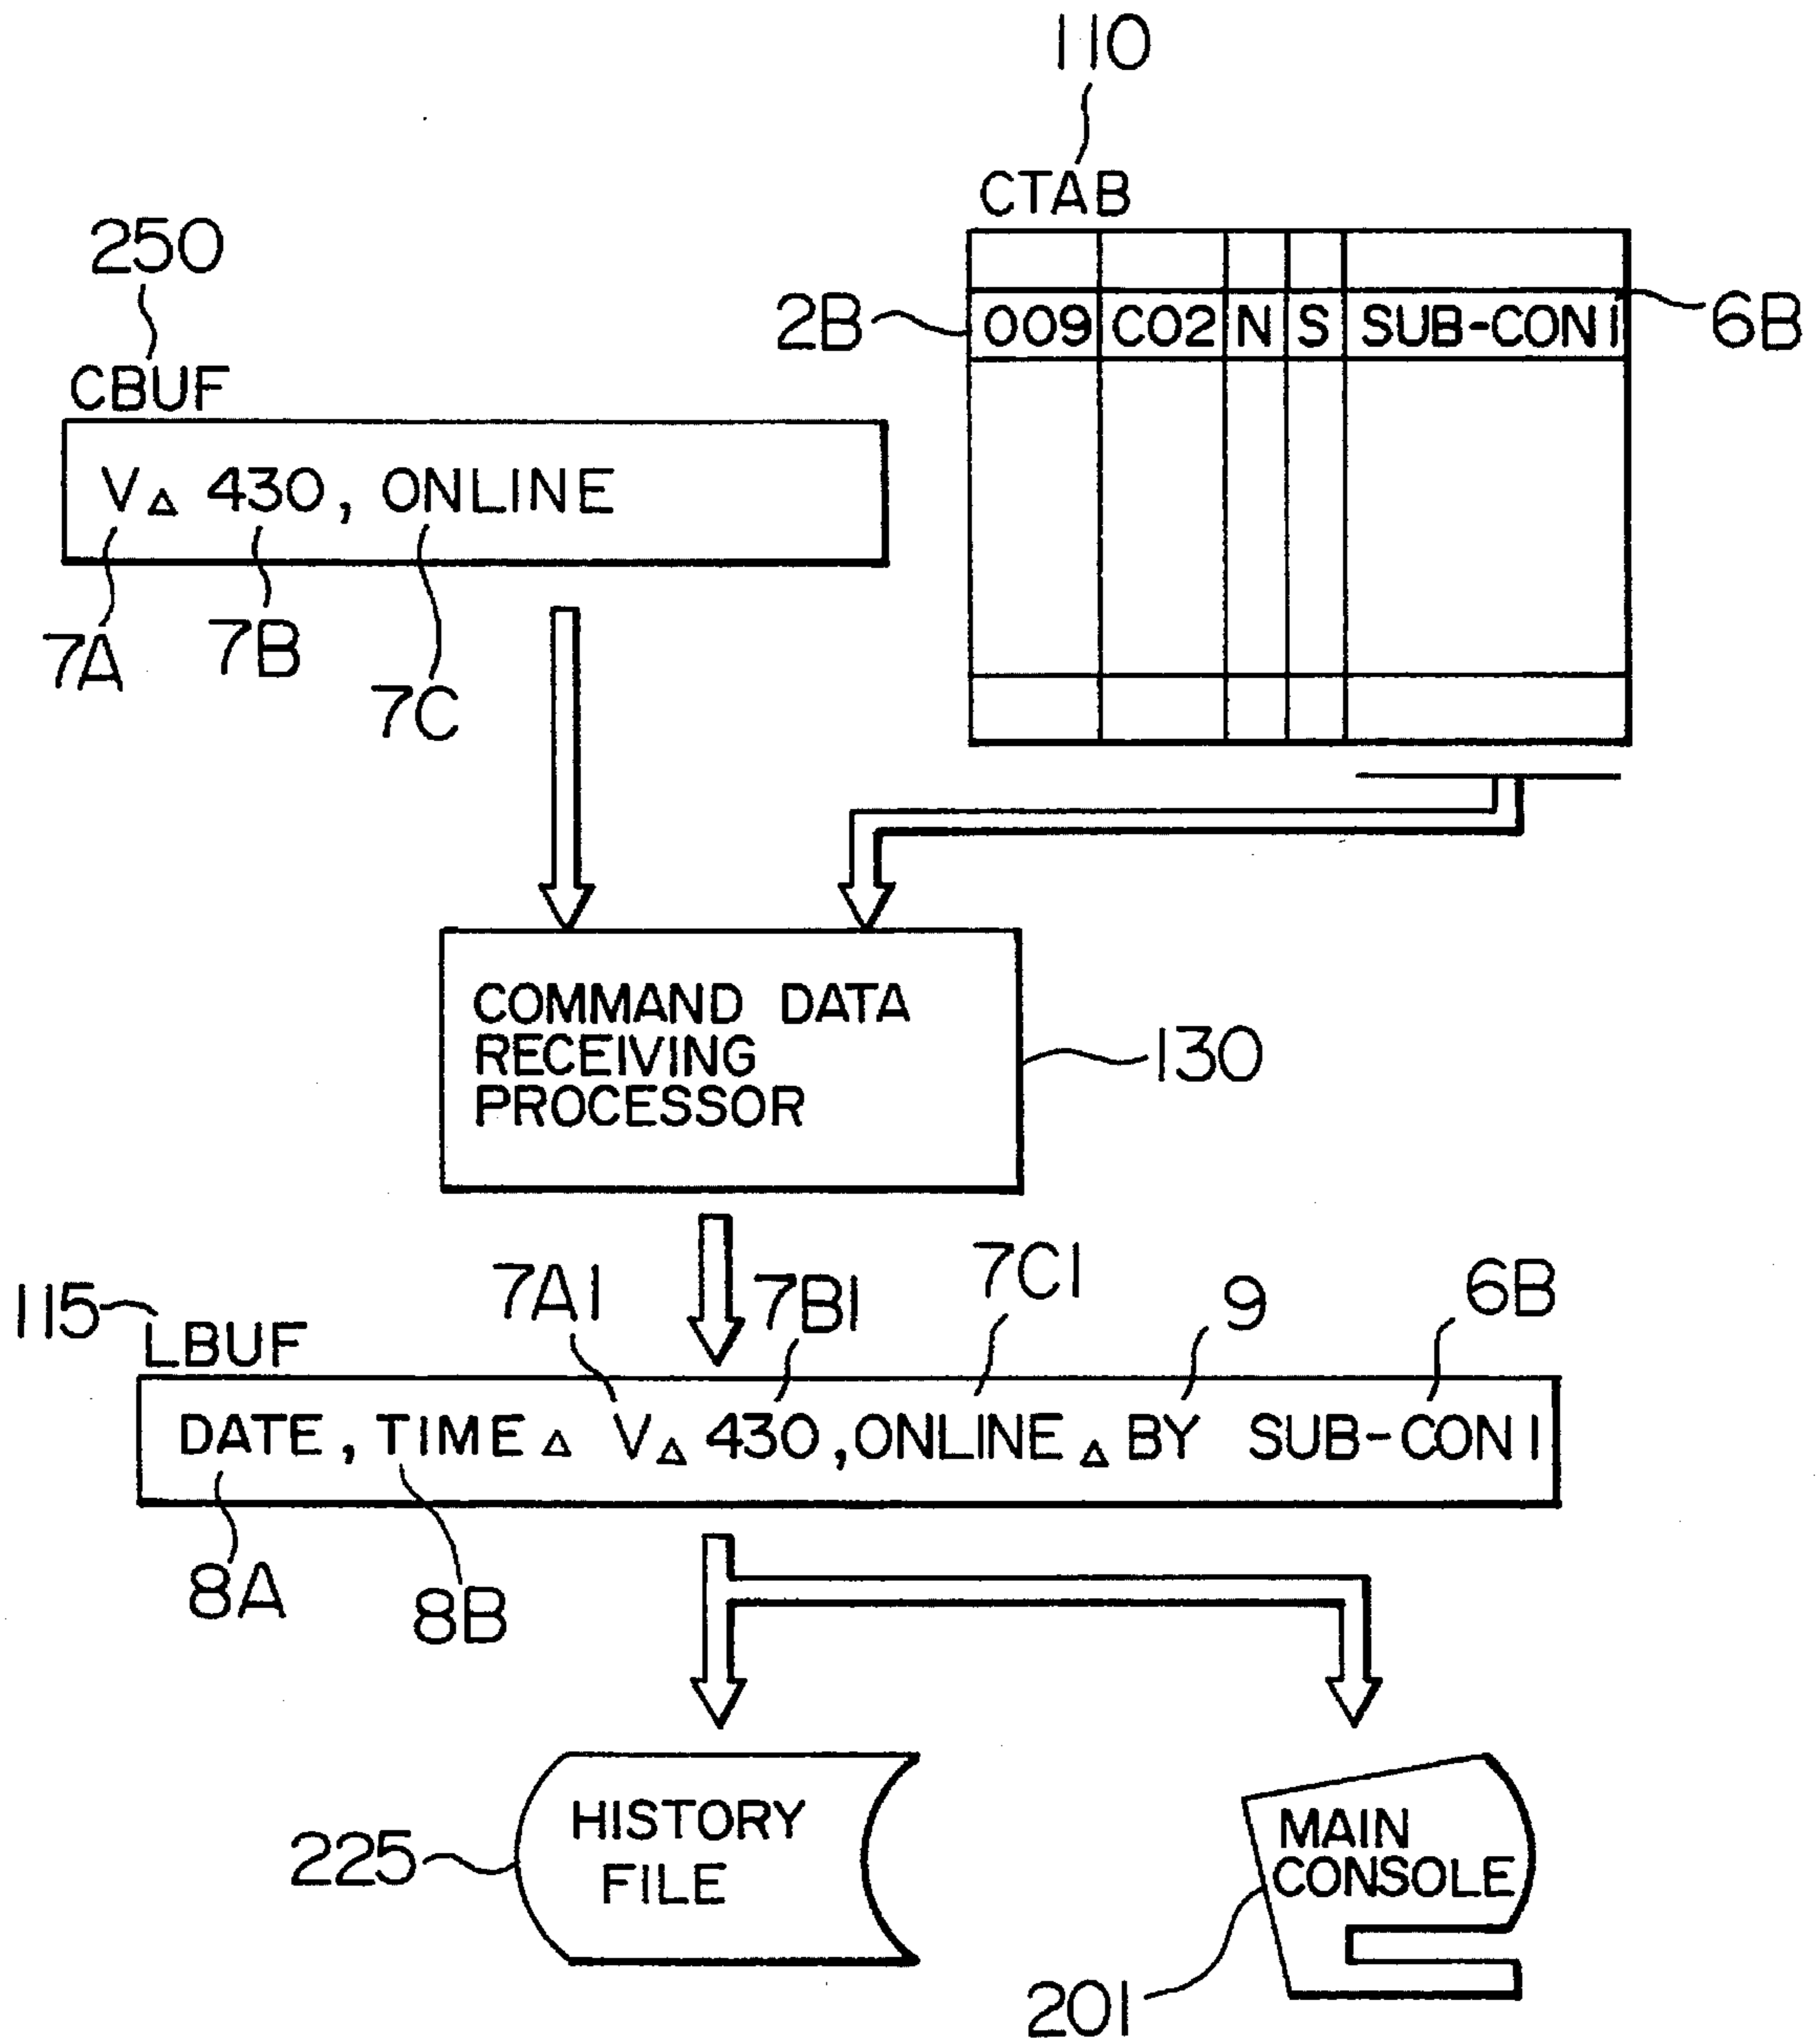 110
CTAB
250
2B
009 C02 N S SUB-CON1
6B
CBUF
V△ 430, ONLINE
7A
7B
7C
COMMAND DATA
RECEIVING
PROCESSOR
130
115
LBUF
7A1
7B1
7C1
9
6B
DATE, TIME△ V△ 430,ONLINE△BY SUB-CON1
8A
8B
HISTORY
FILE
225
MAIN
CONSOLE
201